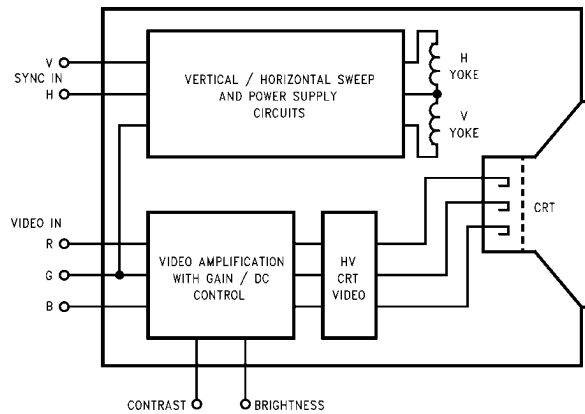 V
SYNC IN
H
VERTICAL / HORIZONTAL SWEEP
AND POWER SUPPLY
CIRCUITS
H
YOKE
V
YOKE
CRT
VIDEO IN
R
G
B
VIDEO AMPLIFICATION
WITH GAIN / DC
CONTROL
HV
CRT
VIDEO
CONTRAST
BRIGHTNESS